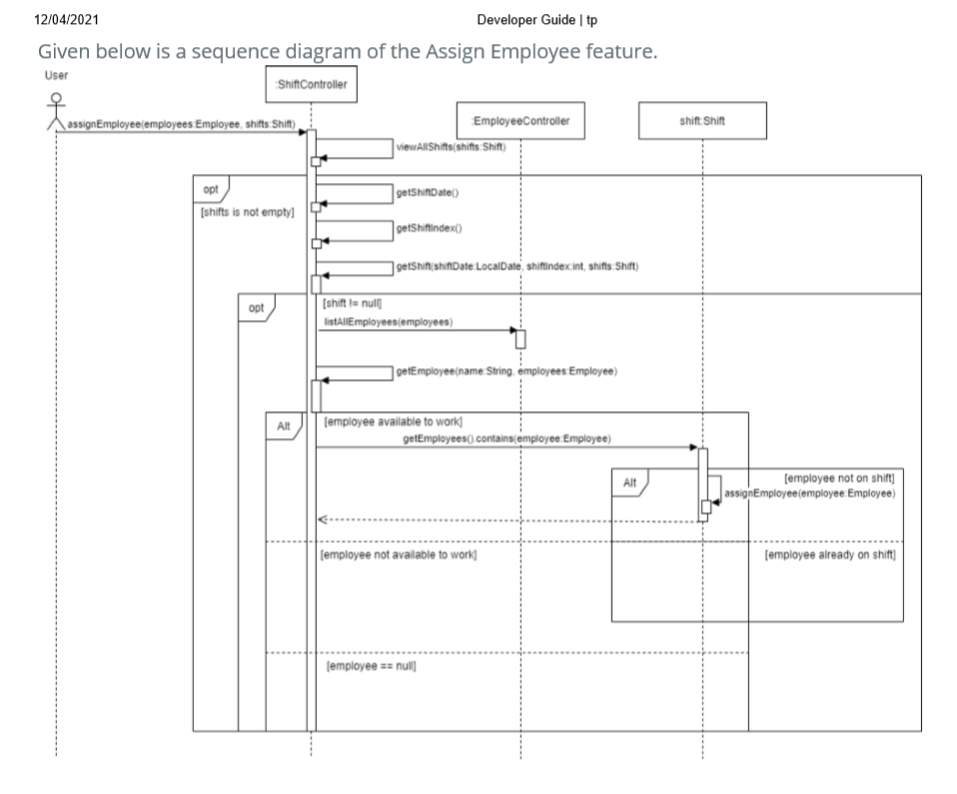 12/04/2021
Developer Guide | tp
Given below is a sequence diagram of the Assign Employee feature.
User
:ShiftController
assignEmployee(employees:Employee, shifts:Shift)
:EmployeeController
shift:Shift
viewAllShifts(shifts:Shift)
opt
[shifts is not empty]
getShiftDate()
getShiftIndex()
getShift(shiftDate:LocalDate, shiftIndex:int, shifts:Shift)
opt
[shift != null]
listAllEmployees(employees)
getEmployee(name:String, employees:Employee)
Alt
[employee available to work]
getEmployees().contains(employee:Employee)
Alt
[employee not on shift]
assignEmployee(employee:Employee)
[employee not available to work]
[employee already on shift]
[employee == null]